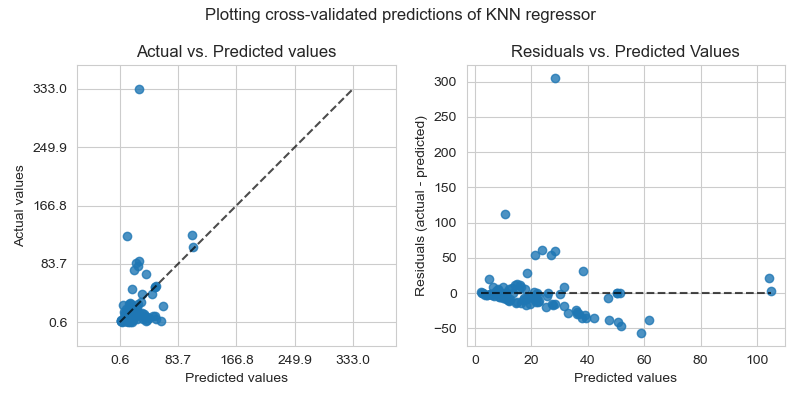 Plotting cross-validated predictions of KNN regressor
Actual vs. Predicted values
Actual values
333.0
249.9
166.8
83.7
0.6
0.6 83.7 166.8 249.9 333.0
Predicted values
Residuals vs. Predicted Values
Residuals (actual - predicted)
300
250
200
150
100
50
0
−50
0 20 40 60 80 100
Predicted values